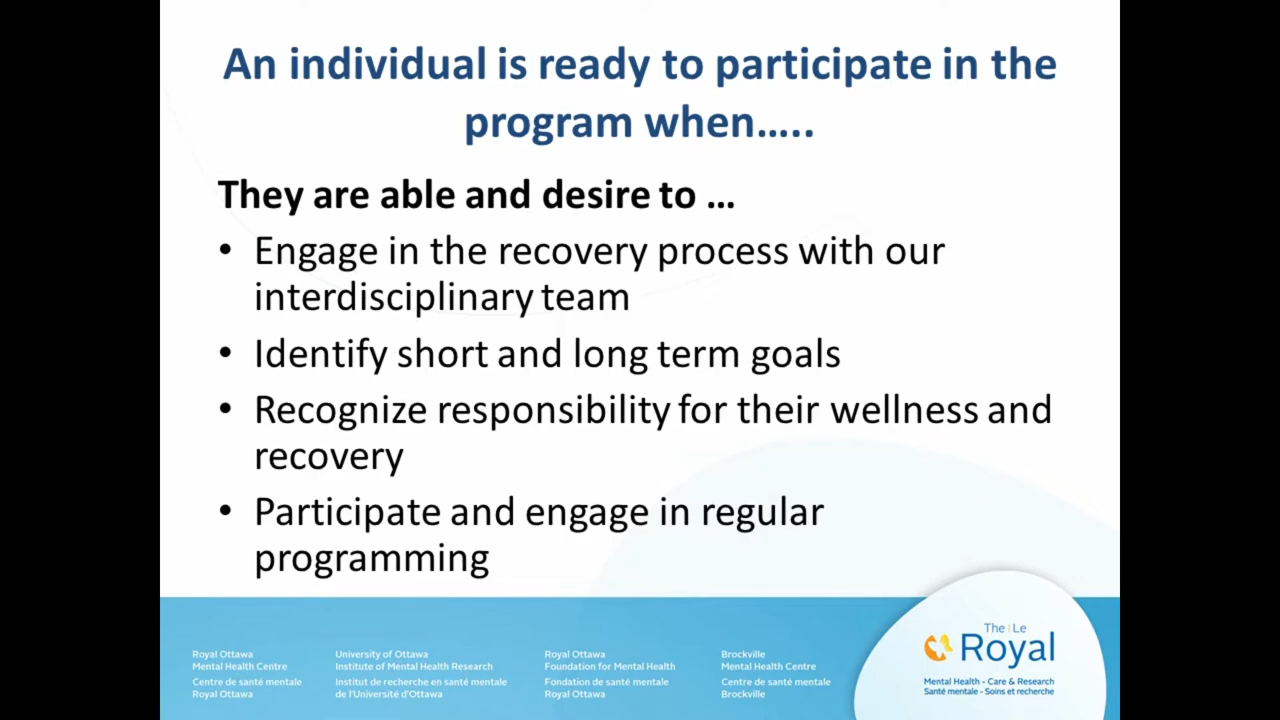 An individual is ready to participate in the
program when…..
They are able and desire to …
• Engage in the recovery process with our
interdisciplinary team
• Identify short and long term goals
• Recognize responsibility for their wellness and
recovery
• Participate and engage in regular
programming
Royal Ottawa
Mental Health Centre
Centre de santé mentale
Royal Ottawa
University of Ottawa
Institute of Mental Health Research
Institut de recherche en santé mentale
de l'Université d'Ottawa
Royal Ottawa
Foundation for Mental Health
Fondation de santé mentale
Royal Ottawa
Brockville
Mental Health Centre
Centre de santé mentale
Brockville
The | Le
Royal
Mental Health - Care & Research
Santé mentale - Soins et recherche